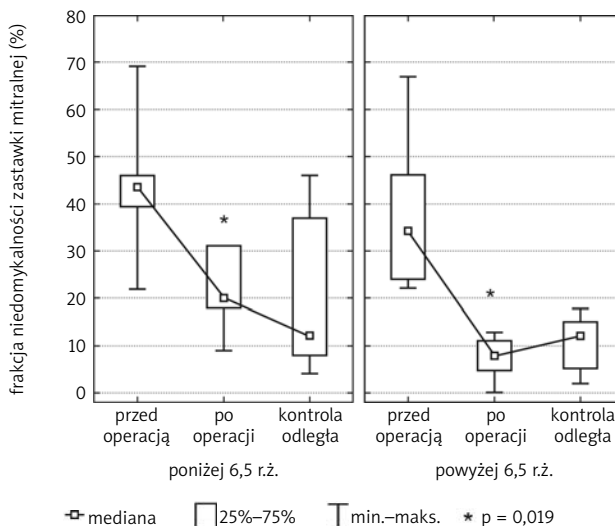 frakcja niedomykalności zastawki mitralnej (%)
80
70
60
50
40
30
20
10
0
*
*
przed operacją
po operacji
kontrola odległa
przed operacją
po operacji
kontrola odległa
poniżej 6,5 r.ż.
powyżej 6,5 r.ż.
mediana 25%–75% min.–maks. * p = 0,019